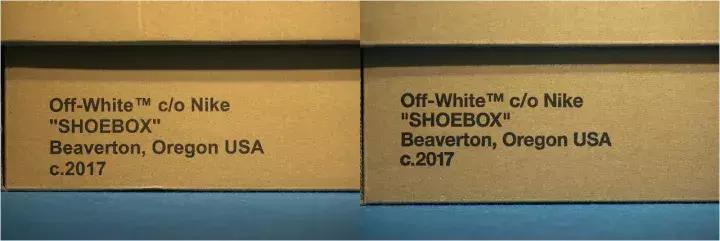 Off-White™ c/o Nike
"SHOEBOX"
Beaverton, Oregon USA
c.2017
Off-White™ c/o Nike
"SHOEBOX"
Beaverton, Oregon USA
c.2017